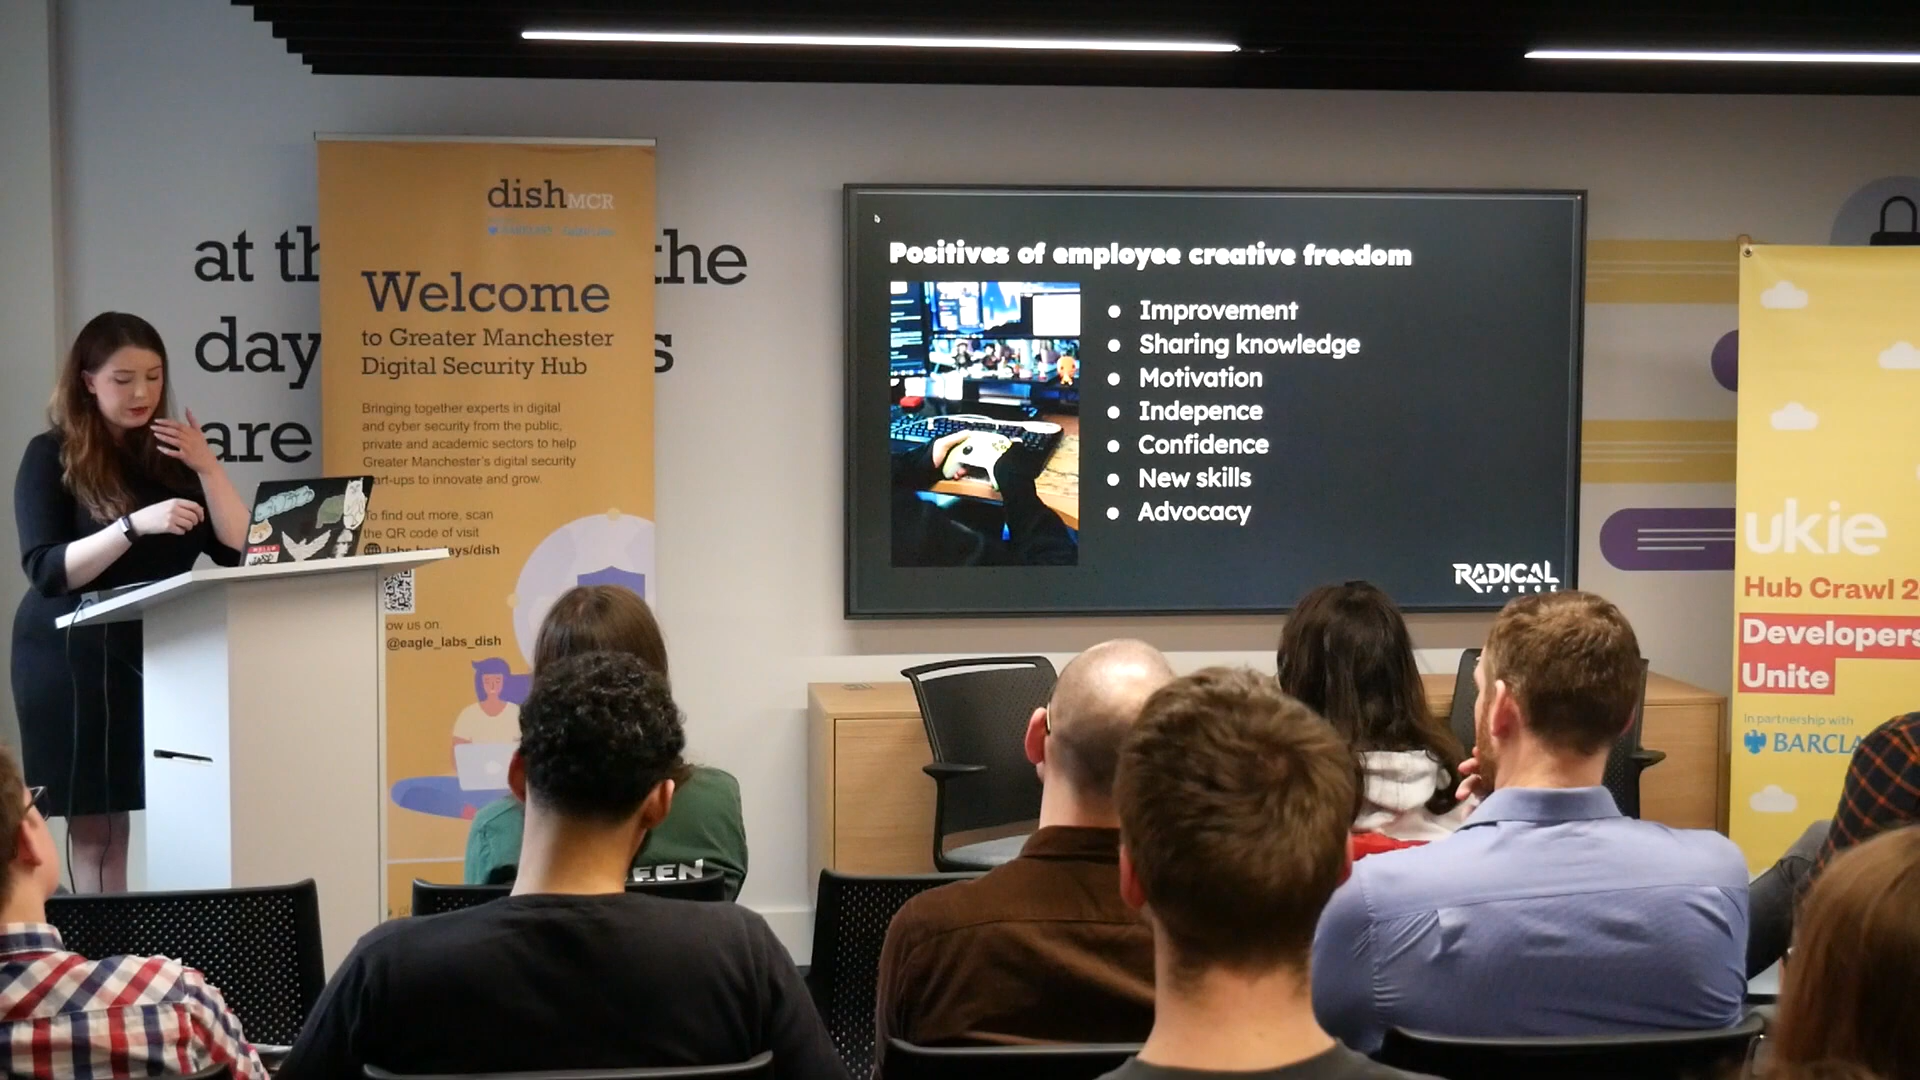 at th
the
day
s
are
dishMCR
Welcome
to Greater Manchester
Digital Security Hub
Bringing together experts in digital
and cyber security from the public,
private and academic sectors to help
Greater Manchester's digital security
art-ups to innovate and grow.
To find out more, scan
the QR code of visit
ays/dish
ow us on:
@eagle_labs_dish
HELLO
Positives of employee creative freedom
• Improvement
• Sharing knowledge
• Motivation
• Indepence
• Confidence
• New skills
• Advocacy
RADICAL
FORGE
ukie
Hub Crawl 2
Developers
Unite
In partnership with
BARCLA
EEN